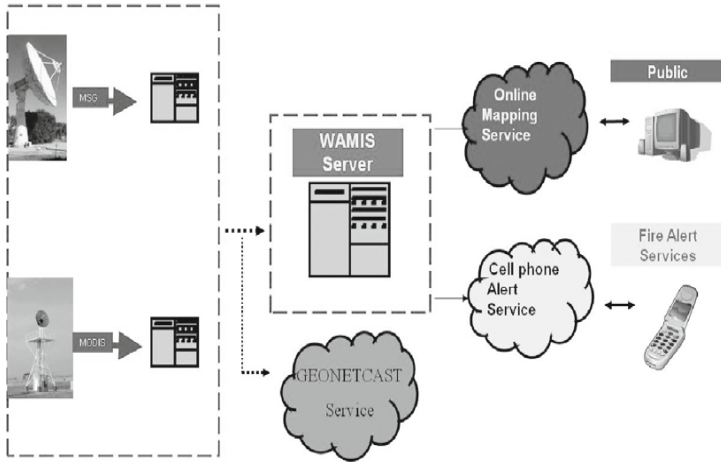 MSG
MODIS
WAMIS
Server
GEONETCAST
Service
Online
Mapping
Service
Public
Cell phone
Alert
Service
Fire Alert
Services